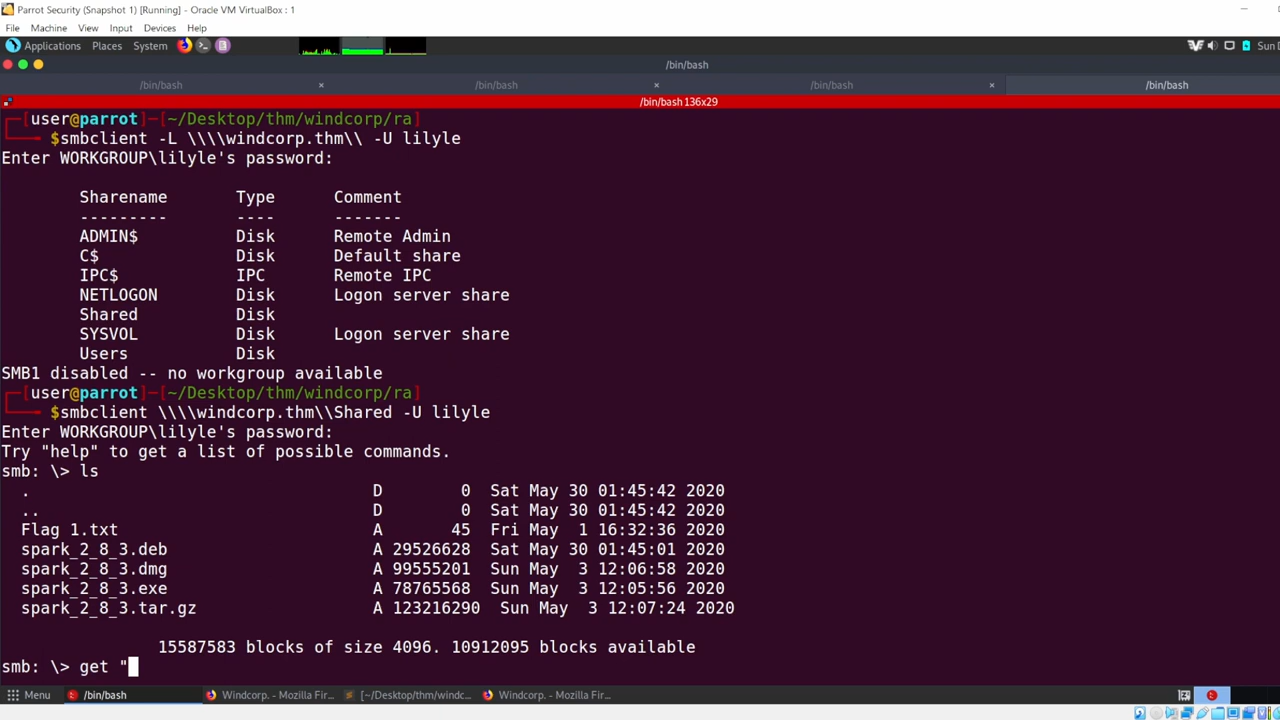 Parrot Security (Snapshot 1) [Running] - Oracle VM VirtualBox : 1
File Machine View Input Devices Help
Applications Places System Sun D
/bin/bash
/bin/bash × /bin/bash × /bin/bash × /bin/bash
/bin/bash 136x29
┌─[user@parrot]─[~/Desktop/thm/windcorp/ra]
└──╼ $smbclient -L \\\\windcorp.thm\\ -U lilyle
Enter WORKGROUP\lilyle's password:
Sharename Type Comment
--------- ---- -------
ADMIN$ Disk Remote Admin
C$ Disk Default share
IPC$ IPC Remote IPC
NETLOGON Disk Logon server share
Shared Disk
SYSVOL Disk Logon server share
Users Disk
SMB1 disabled -- no workgroup available
┌─[user@parrot]─[~/Desktop/thm/windcorp/ra]
└──╼ $smbclient \\\\windcorp.thm\\Shared -U lilyle
Enter WORKGROUP\lilyle's password:
Try "help" to get a list of possible commands.
smb: \> ls
. D 0 Sat May 30 01:45:42 2020
.. D 0 Sat May 30 01:45:42 2020
Flag 1.txt A 45 Fri May 1 16:32:36 2020
spark_2_8_3.deb A 29526628 Sat May 30 01:45:01 2020
spark_2_8_3.dmg A 99555201 Sun May 3 12:06:58 2020
spark_2_8_3.exe A 78765568 Sun May 3 12:05:56 2020
spark_2_8_3.tar.gz A 123216290 Sun May 3 12:07:24 2020
15587583 blocks of size 4096. 10912095 blocks available
smb: \> get "
Menu /bin/bash Windcorp. - Mozilla Fir... [~/Desktop/thm/windc... Windcorp. - Mozilla Fir...